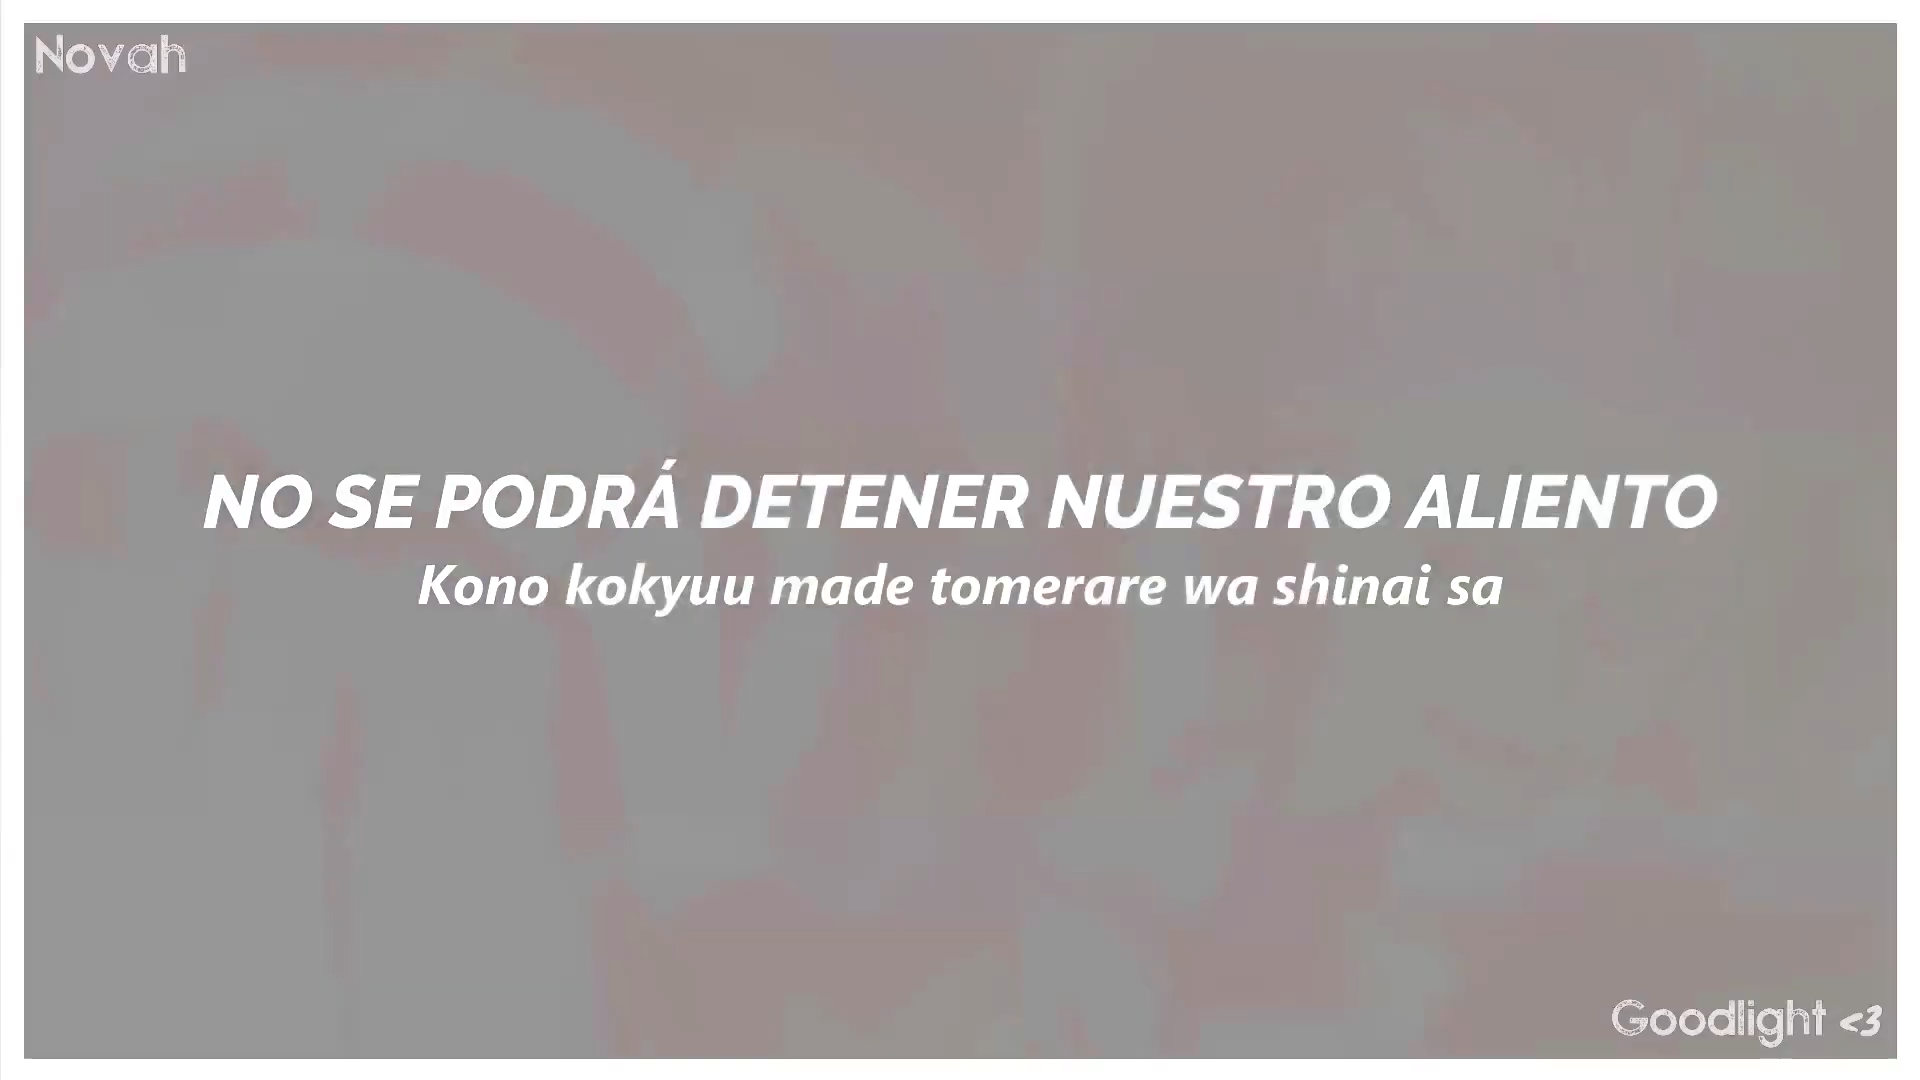 Novah
NO SE PODRÁ DETENER NUESTRO ALIENTO
Kono kokyuu made tomerare wa shinai sa
Goodlight <3